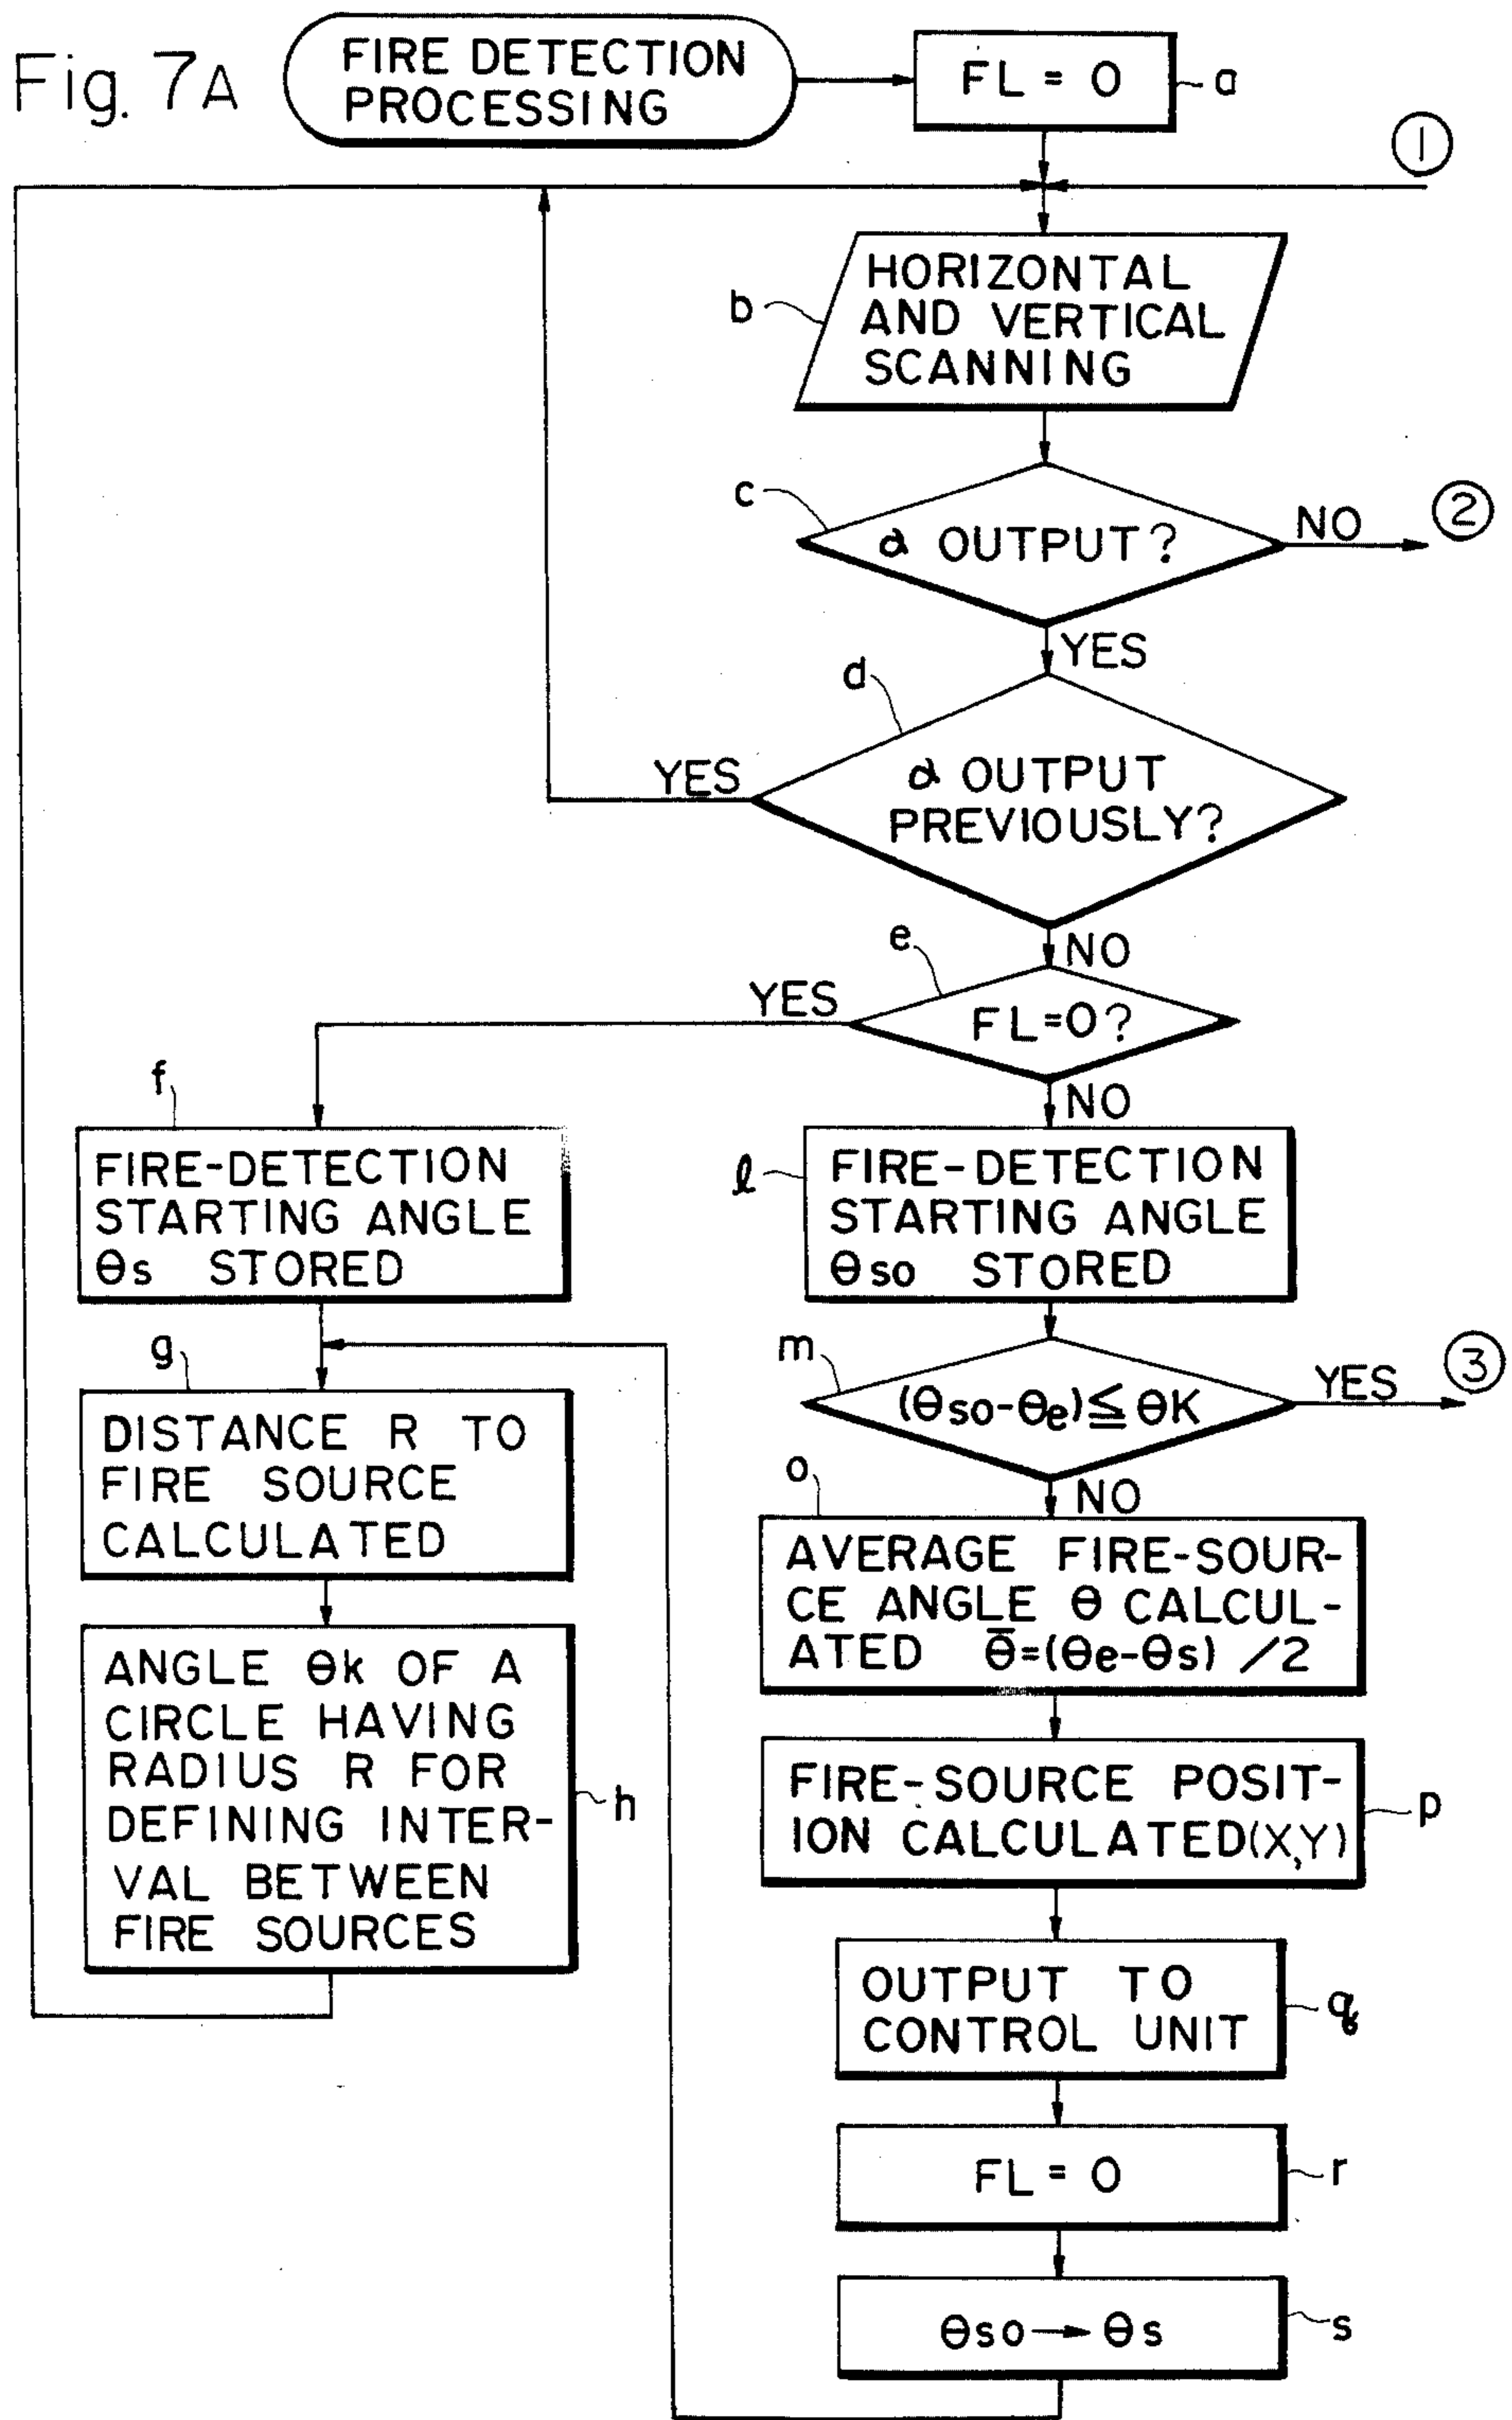 Fig. 7A
FIRE DETECTION
PROCESSING
FL = 0
a
1
HORIZONTAL
AND VERTICAL
SCANNING
b
c
α OUTPUT?
NO
2
YES
d
α OUTPUT
PREVIOUSLY?
YES
NO
e
FL=0?
YES
NO
f
FIRE-DETECTION
STARTING ANGLE
θs STORED
l
FIRE-DETECTION
STARTING ANGLE
θso STORED
g
DISTANCE R TO
FIRE SOURCE
CALCULATED
m
(θso-θe)≦θK
YES
3
NO
o
AVERAGE FIRE-SOUR-
CE ANGLE θ CALCUL-
ATED θ̄=(θe-θs) /2
ANGLE θk OF A
CIRCLE HAVING
RADIUS R FOR
DEFINING INTER-
VAL BETWEEN
FIRE SOURCES
h
FIRE-SOURCE POSIT-
ION CALCULATED(X,Y)
p
OUTPUT TO
CONTROL UNIT
q
FL = 0
r
θso→θs
s